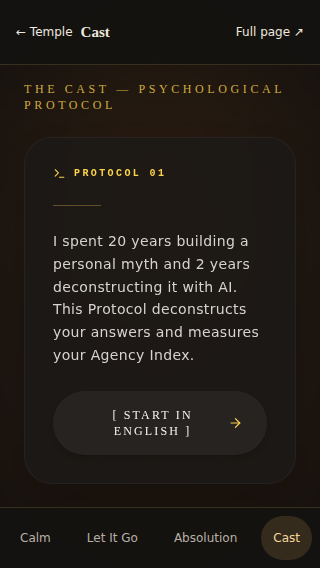 ← Temple Cast Full page ↗
THE CAST — PSYCHOLOGICAL
PROTOCOL
>_ PROTOCOL 01
I spent 20 years building a
personal myth and 2 years
deconstructing it with AI.
This Protocol deconstructs
your answers and measures
your Agency Index.
[ START IN
ENGLISH ] →
Calm Let It Go Absolution Cast